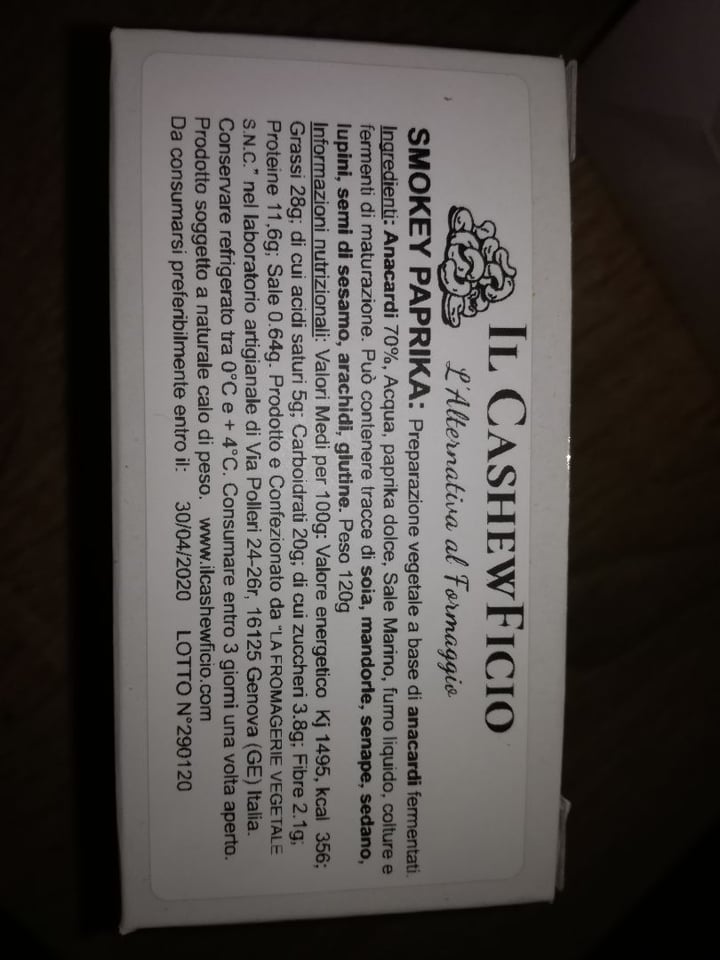 IL CASHEWFICIO
L'Alternativa al Formaggio
SMOKEY PAPRIKA: Preparazione vegetale a base di anacardi fermentati.
Ingredienti: Anacardi 70%, Acqua, paprika dolce, Sale Marino, fumo liquido, colture e
fermenti di maturazione. Può contenere tracce di soia, mandorle, senape, sedano,
lupini, semi di sesamo, arachidi, glutine. Peso 120g
Informazioni nutrizionali: Valori Medi per 100g: Valore energetico Kj 1495, kcal 356;
Grassi 28g; di cui acidi saturi 5g; Carboidrati 20g; di cui zuccheri 3.8g; Fibre 2.1g;
Proteine 11,6g; Sale 0.64g. Prodotto e Confezionato da "LA FROMAGERIE VEGETALE
S.N.C." nel laboratorio artigianale di Via Polleri 24-26r, 16125 Genova (GE) Italia.
Conservare refrigerato tra 0°C e + 4°C. Consumare entro 3 giorni una volta aperto.
Prodotto soggetto a naturale calo di peso. www.ilcashewficio.com
Da consumarsi preferibilmente entro il: 30/04/2020 LOTTO N°290120